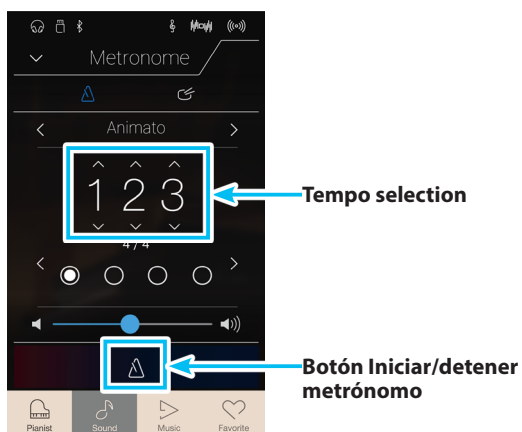 Metronome
Animato
1 2 3
Tempo selection
4 / 4
Botón Iniciar/detener
metrónomo
Pianist Sound Music Favorite